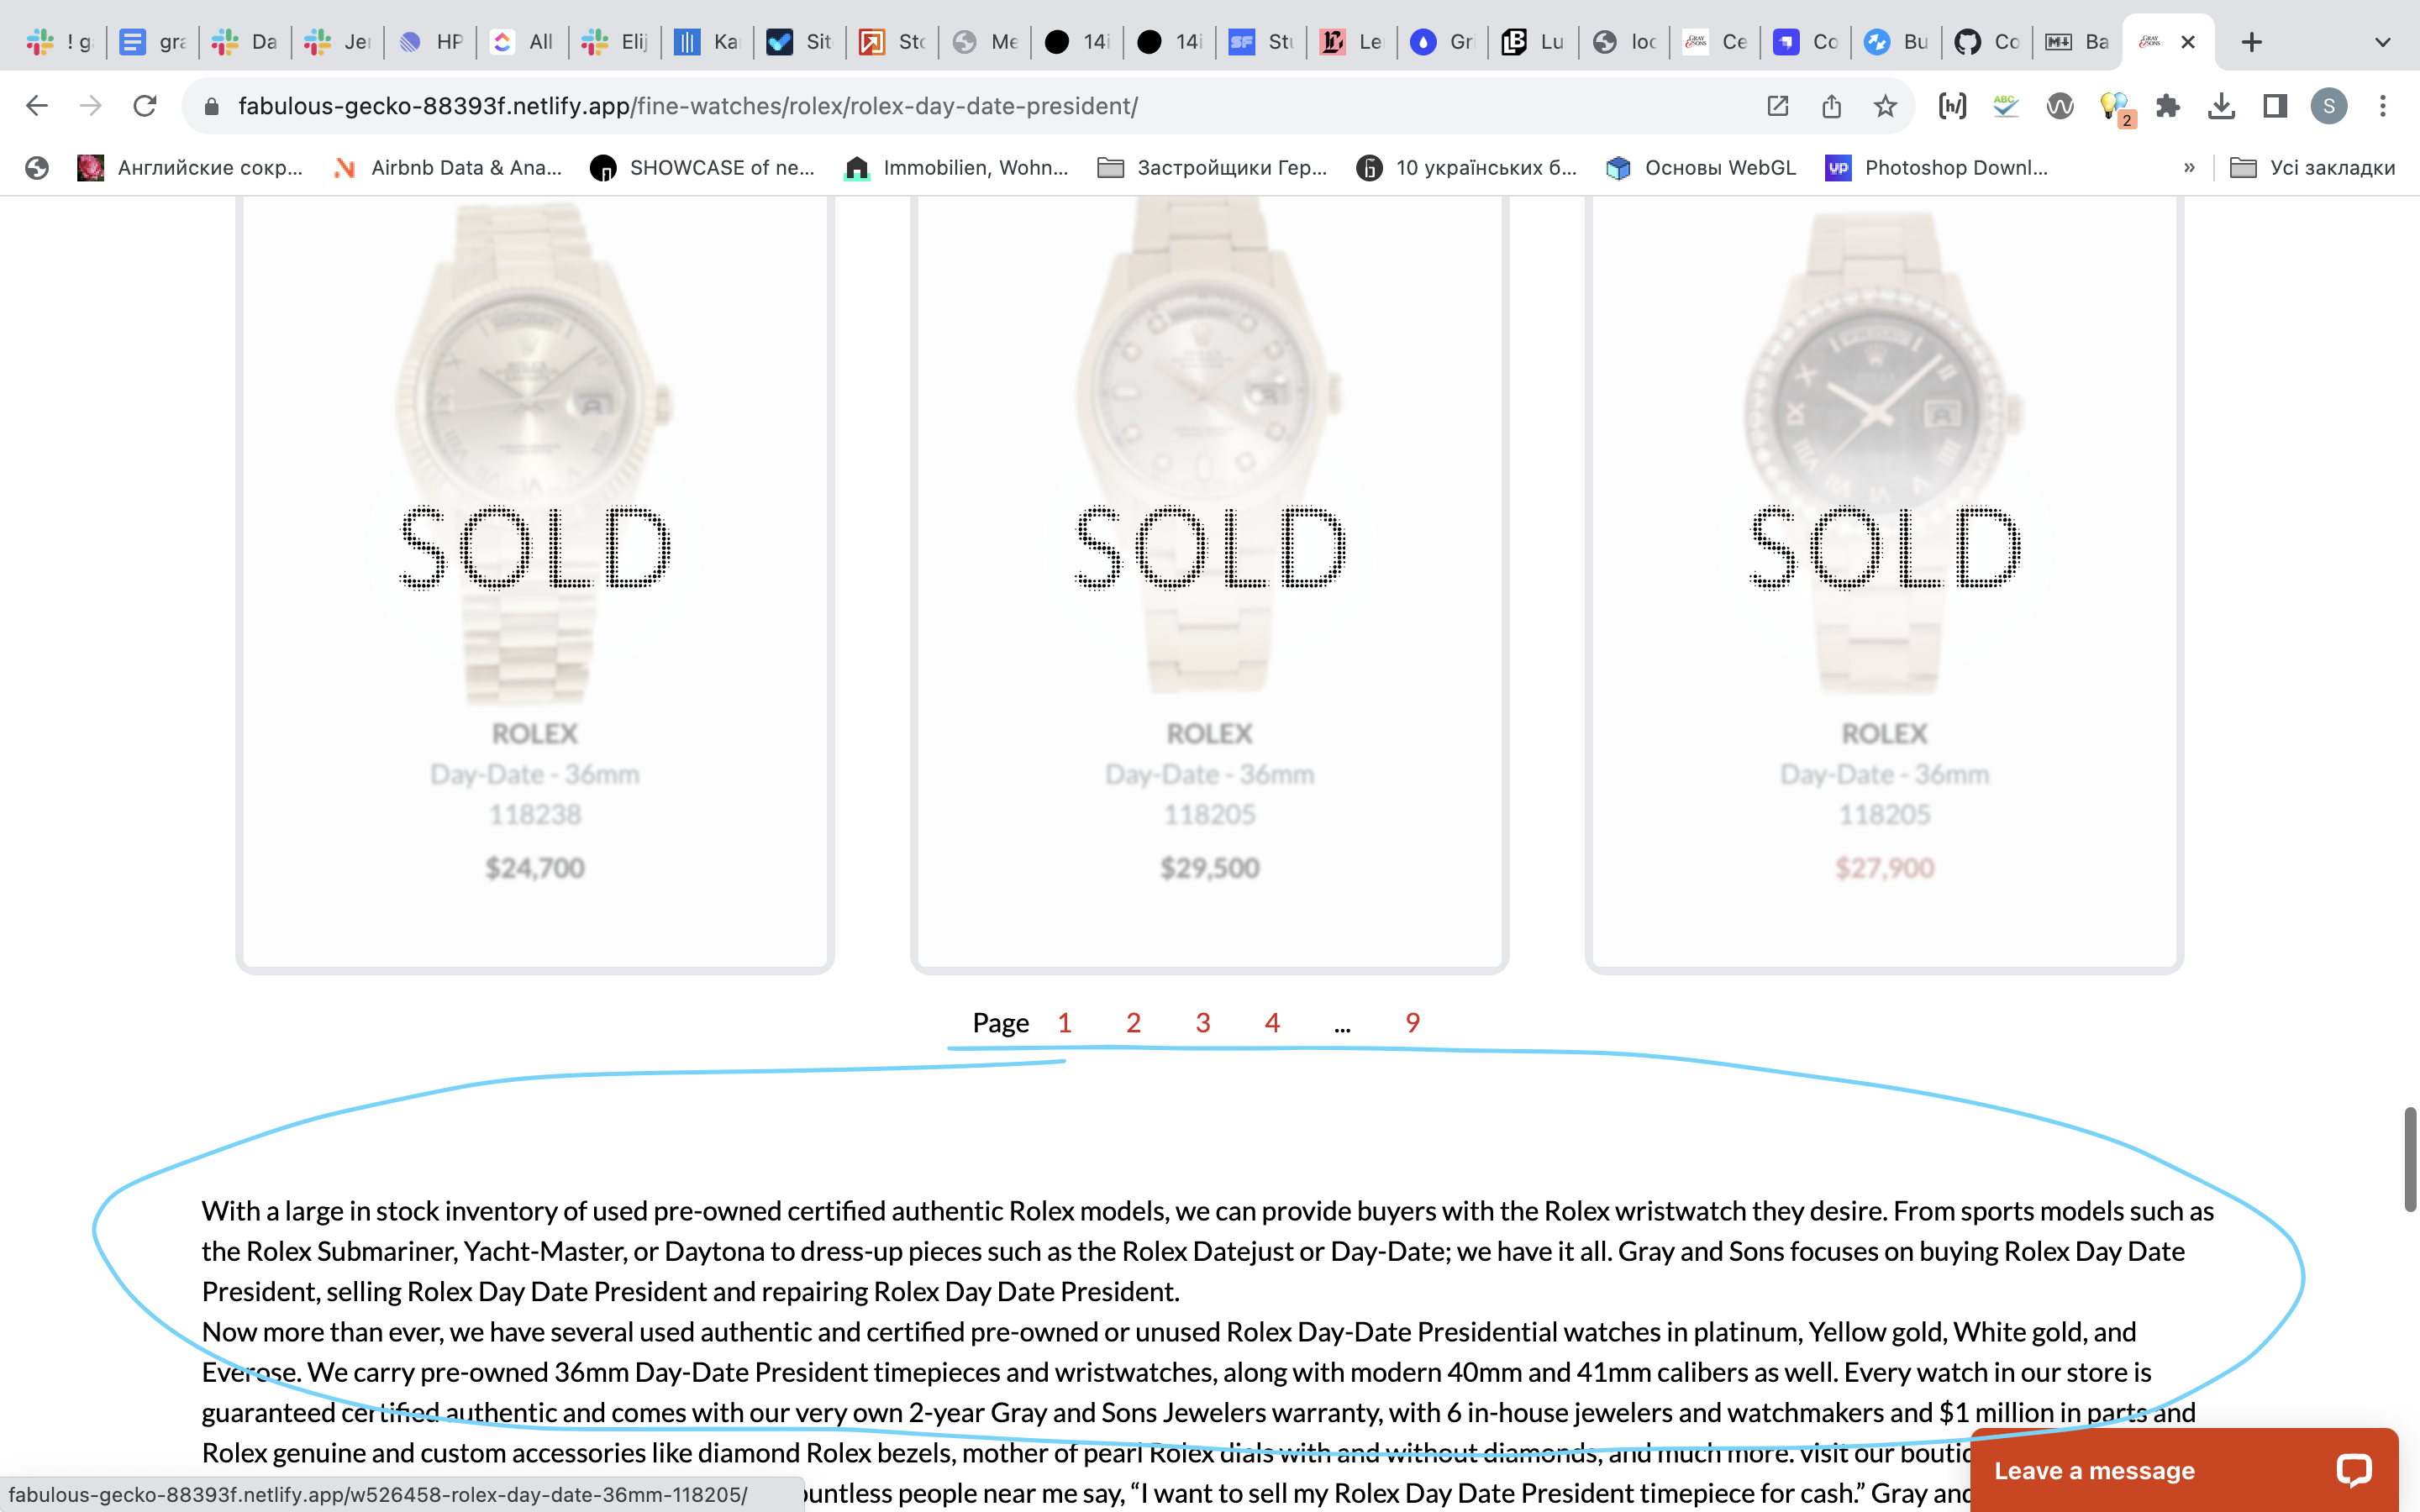 ! g
gra
Da
Je
HP
All
Elij
Ka
Sit
Stc
Me
14i
14i
Stu
Le
Gr
Lu
loc
Ce
Co
Bu
Co
Ba
fabulous-gecko-88393f.netlify.app/fine-watches/rolex/rolex-day-date-president/
2
S
Английские сокр...
Airbnb Data & Ana...
SHOWCASE of ne...
Immobilien, Wohn...
Застройщики Гер...
10 українських б...
Основы WebGL
Photoshop Downl...
»
Усі закладки
SOLD
SOLD
SOLD
ROLEX
Day-Date - 36mm
118238
$24,700
ROLEX
Day-Date - 36mm
118205
$29,500
ROLEX
Day-Date - 36mm
118205
$27,900
Page 1 2 3 4 ... 9
With a large in stock inventory of used pre-owned certified authentic Rolex models, we can provide buyers with the Rolex wristwatch they desire. From sports models such as
the Rolex Submariner, Yacht-Master, or Daytona to dress-up pieces such as the Rolex Datejust or Day-Date; we have it all. Gray and Sons focuses on buying Rolex Day Date
President, selling Rolex Day Date President and repairing Rolex Day Date President.
Now more than ever, we have several used authentic and certified pre-owned or unused Rolex Day-Date Presidential watches in platinum, Yellow gold, White gold, and
Everose. We carry pre-owned 36mm Day-Date President timepieces and wristwatches, along with modern 40mm and 41mm calibers as well. Every watch in our store is
guaranteed certified authentic and comes with our very own 2-year Gray and Sons Jewelers warranty, with 6 in-house jewelers and watchmakers and $1 million in parts and
Rolex genuine and custom accessories like diamond Rolex bezels, mother of pearl Rolex dials with and without diamonds, and much more. visit our
people near me say, “I want to sell my Rolex Day Date President timepiece for cash.” Gray
Leave a message
fabulous-gecko-88393f.netlify.app/w526458-rolex-day-date-36mm-118205/